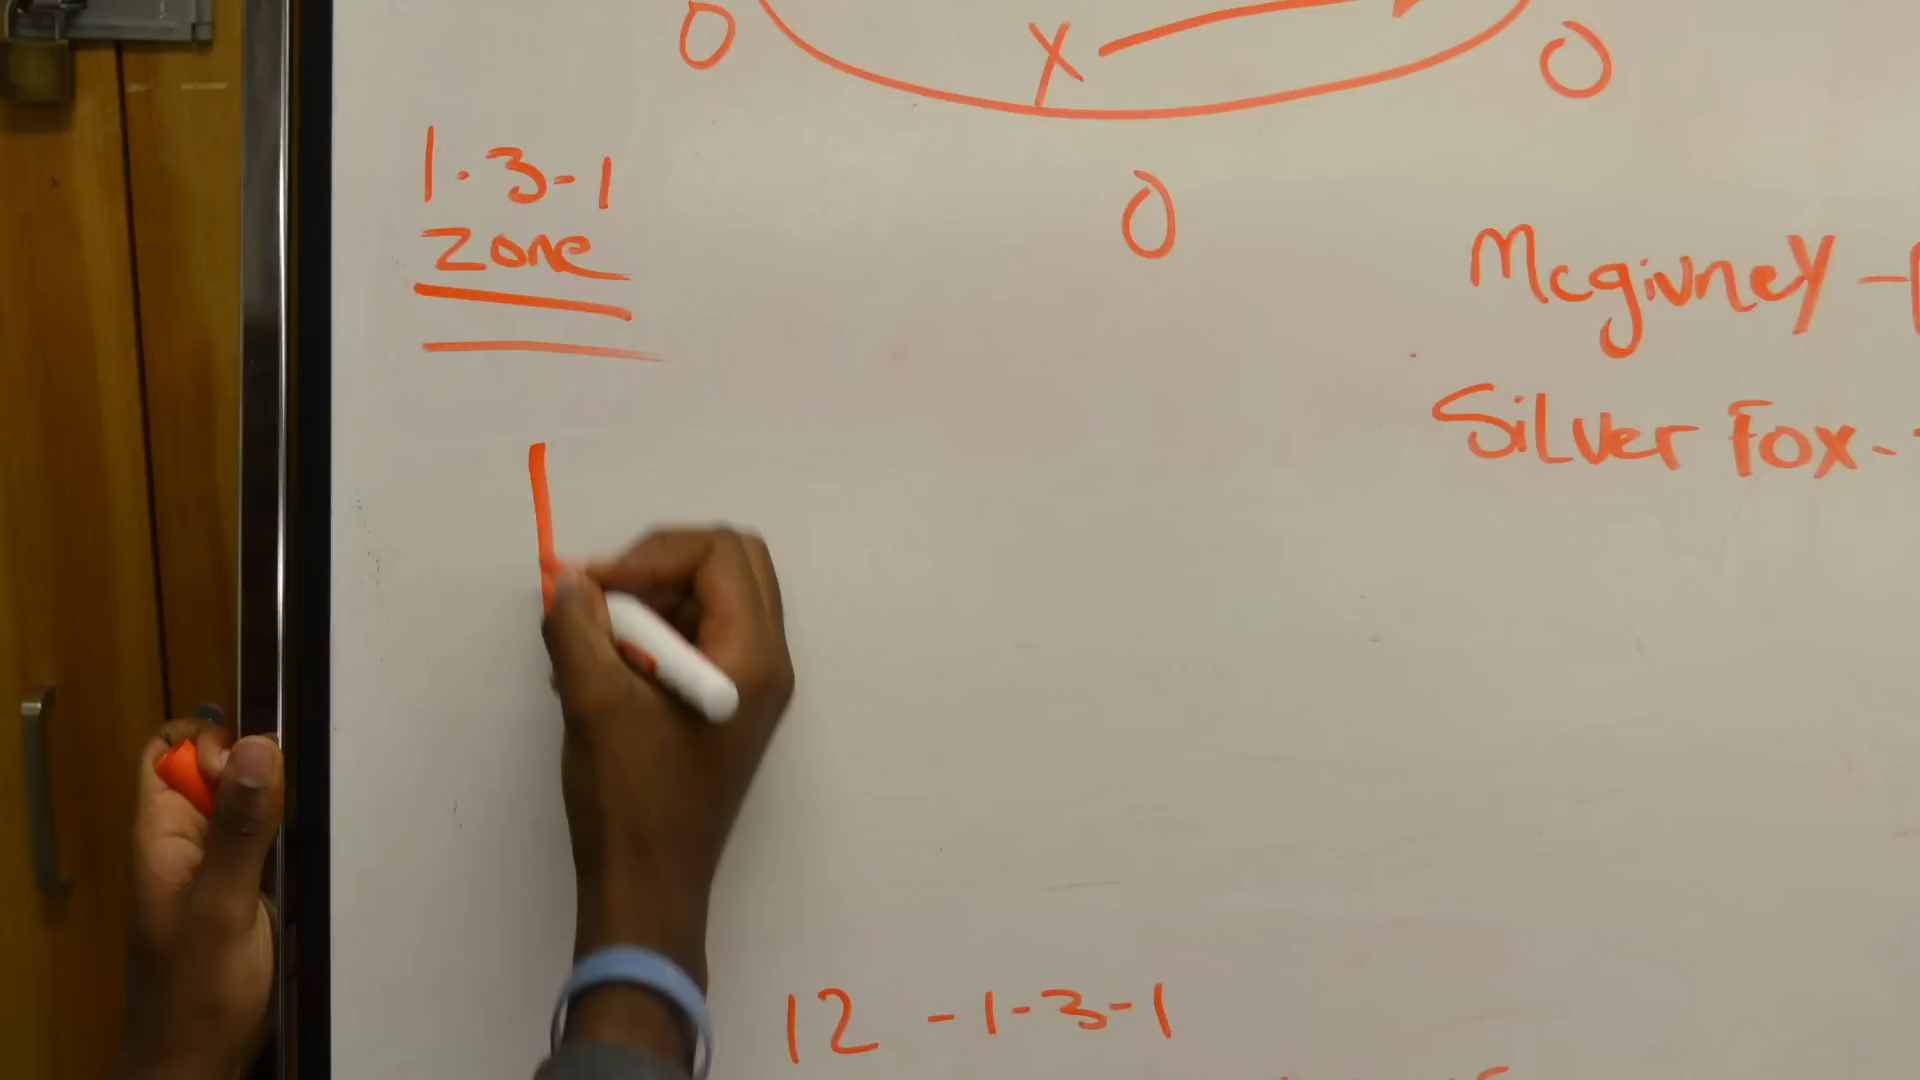 O X O
1-3-1
Zone
O
McgivneY -
SiLver Fox -
12 -1-3-1